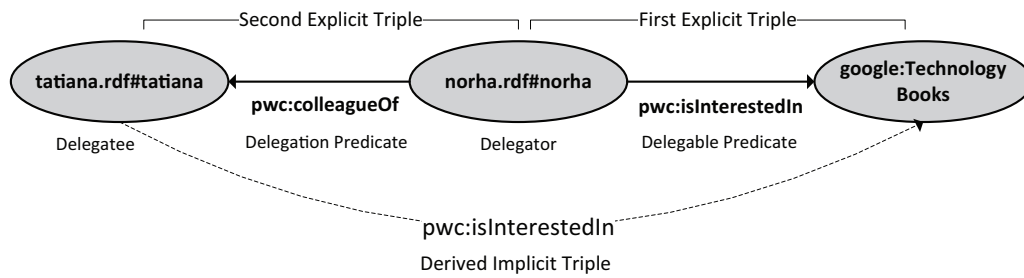 Second Explicit Triple
First Explicit Triple
tatiana.rdf#tatiana
norha.rdf#norha
google:Technology
Books
pwc:colleagueOf
pwc:isInterestedIn
Delegatee
Delegation Predicate
Delegator
Delegable Predicate
pwc:isInterestedIn
Derived Implicit Triple